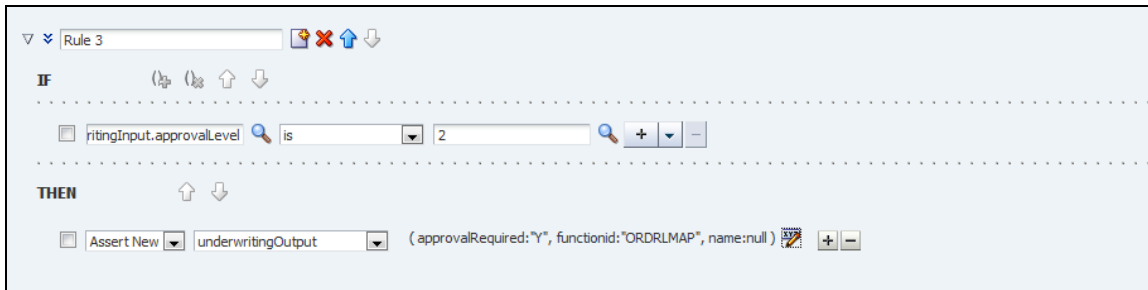 Rule 3
IF
ritingInput.approvalLevel is 2
THEN
Assert New underwritingOutput ( approvalRequired:"Y", functionid:"ORDRLMAP", name:null )